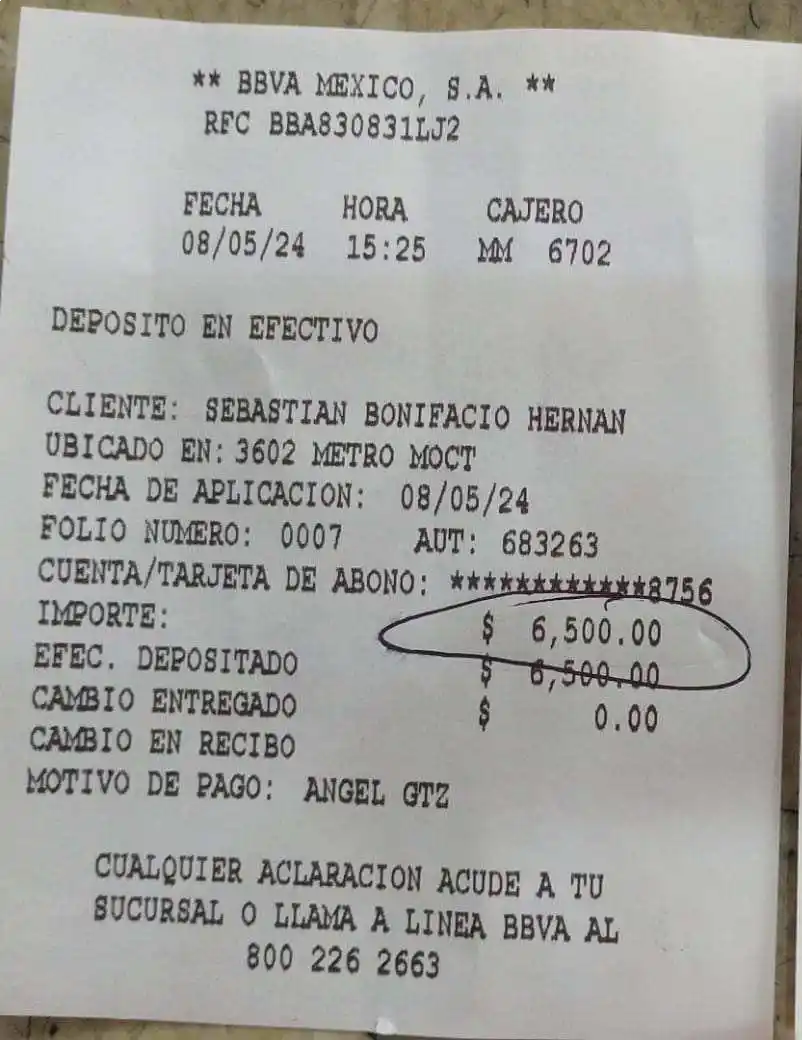 ** BBVA MEXICO, S.A. **
RFC BBA830831LJ2
FECHA HORA CAJERO
08/05/24 15:25 MM 6702
DEPOSITO EN EFECTIVO
CLIENTE: SEBASTIAN BONIFACIO HERNAN
UBICADO EN: 3602 METRO MOCT
FECHA DE APLICACION: 08/05/24
FOLIO NUMERO: 0007 AUT: 683263
CUENTA/TARJETA DE ABONO: ************8756
IMPORTE: $ 6,500.00
EFEC. DEPOSITADO $ 6,500.00
CAMBIO ENTREGADO $ 0.00
CAMBIO EN RECIBO
MOTIVO DE PAGO: ANGEL GTZ
CUALQUIER ACLARACION ACUDE A TU
SUCURSAL O LLAMA A LINEA BBVA AL
800 226 2663